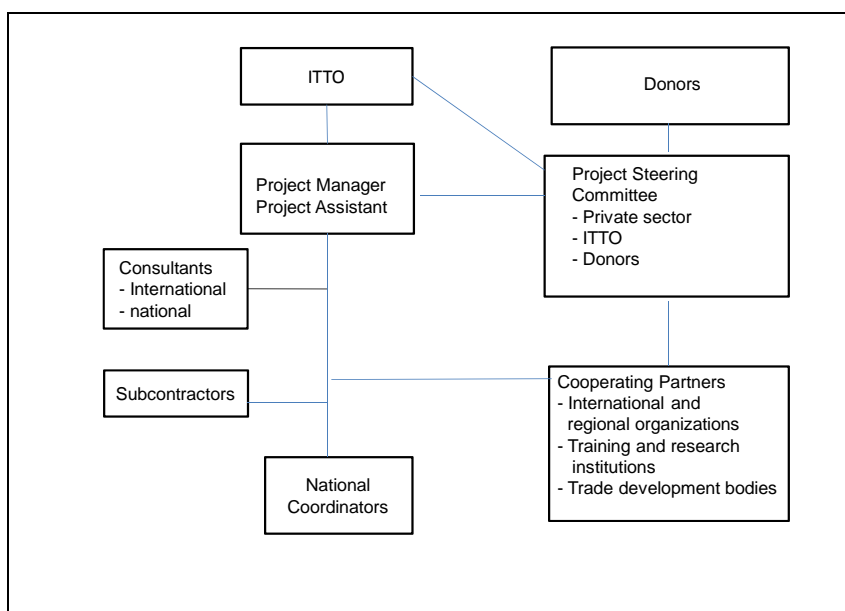 ITTO
Donors
Project Manager
Project Assistant
Project Steering
Committee
- Private sector
- ITTO
- Donors
Consultants
- International
- national
Subcontractors
Cooperating Partners
- International and
regional organizations
- Training and research
institutions
- Trade development bodies
National
Coordinators